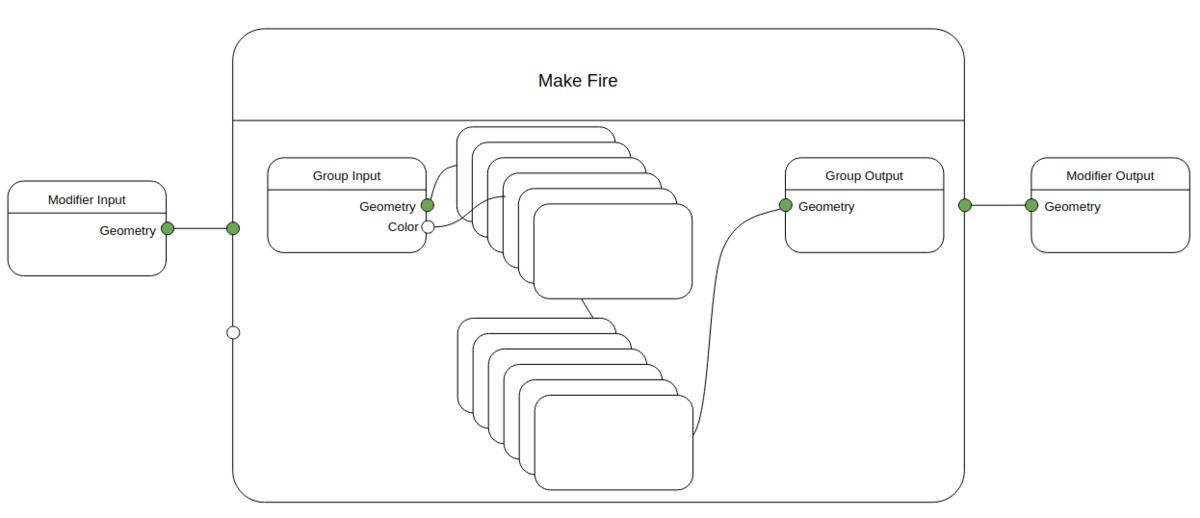 Make Fire
Modifier Input
Geometry
Group Input
Geometry
Color
Group Output
Geometry
Modifier Output
Geometry